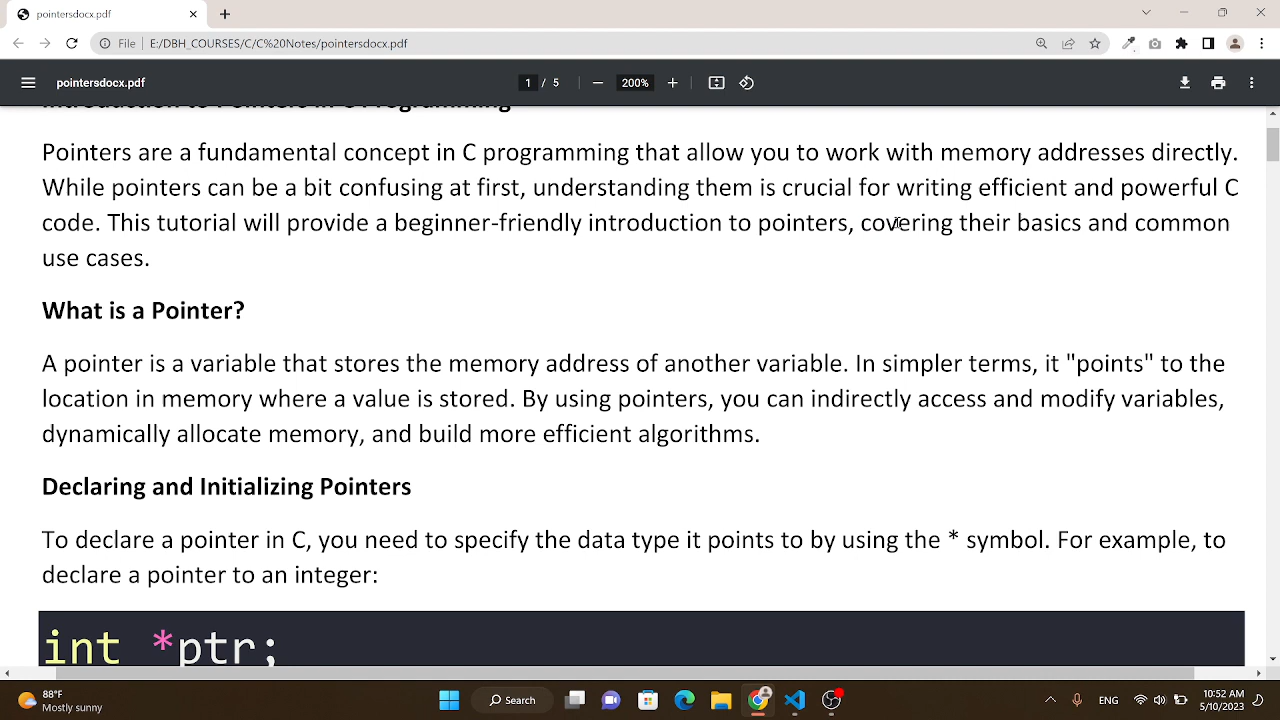 pointersdocx.pdf
File
E:/DBH_COURSES/C/C%20Notes/pointersdocx.pdf
pointersdocx.pdf
1 / 5
200%
Introduction to Pointers in C Programming
Pointers are a fundamental concept in C programming that allow you to work with memory addresses directly.
While pointers can be a bit confusing at first, understanding them is crucial for writing efficient and powerful C
code. This tutorial will provide a beginner-friendly introduction to pointers, covering their basics and common
use cases.
What is a Pointer?
A pointer is a variable that stores the memory address of another variable. In simpler terms, it "points" to the
location in memory where a value is stored. By using pointers, you can indirectly access and modify variables,
dynamically allocate memory, and build more efficient algorithms.
Declaring and Initializing Pointers
To declare a pointer in C, you need to specify the data type it points to by using the * symbol. For example, to
declare a pointer to an integer:
int *ptr;
88°F
Mostly sunny
Search
ENG
10:52 AM
5/10/2023